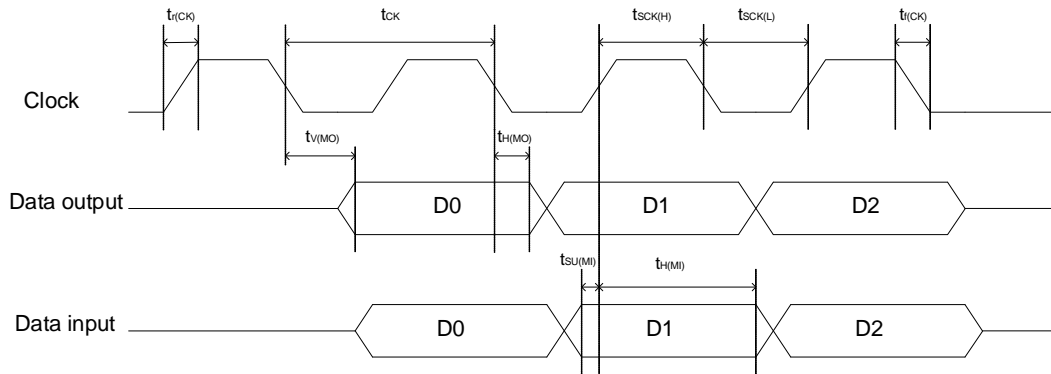 tr(CK) tCK tSCK(H) tSCK(L) tf(CK)
Clock
tV(MO) tH(MO)
Data output D0 D1 D2
tSU(MI) tH(MI)
Data input D0 D1 D2